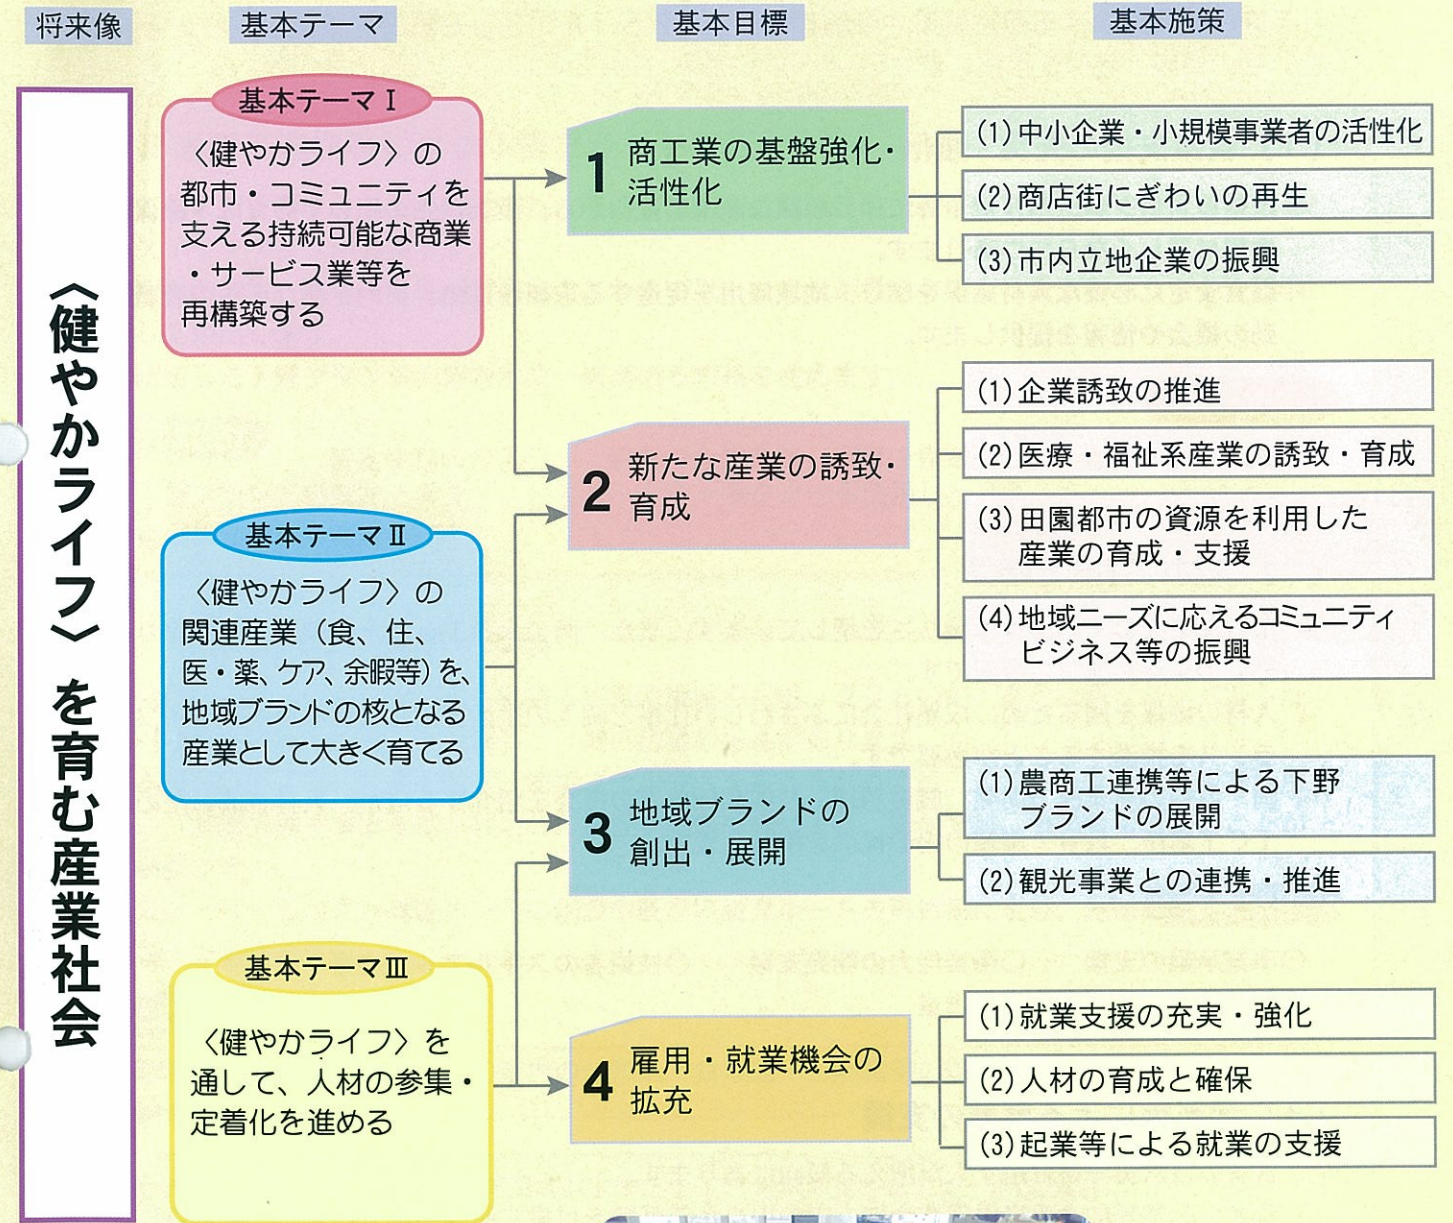 将来像
基本テーマ
基本目標
基本施策
〈健やかライフ〉を育む産業社会
基本テーマⅠ
〈健やかライフ〉の
都市・コミュニティを
支える持続可能な商業
・サービス業等を
再構築する
基本テーマⅡ
〈健やかライフ〉の
関連産業（食、住、
医・薬、ケア、余暇等）を、
地域ブランドの核となる
産業として大きく育てる
基本テーマⅢ
〈健やかライフ〉を
通して、人材の参集・
定着化を進める
1 商工業の基盤強化・
活性化
(1)中小企業・小規模事業者の活性化
(2)商店街にぎわいの再生
(3)市内立地企業の振興
2 新たな産業の誘致・
育成
(1)企業誘致の推進
(2)医療・福祉系産業の誘致・育成
(3)田園都市の資源を利用した
産業の育成・支援
(4)地域ニーズに応えるコミュニティ
ビジネス等の振興
3 地域ブランドの
創出・展開
(1)農商工連携等による下野
ブランドの展開
(2)観光事業との連携・推進
4 雇用・就業機会の
拡充
(1)就業支援の充実・強化
(2)人材の育成と確保
(3)起業等による就業の支援